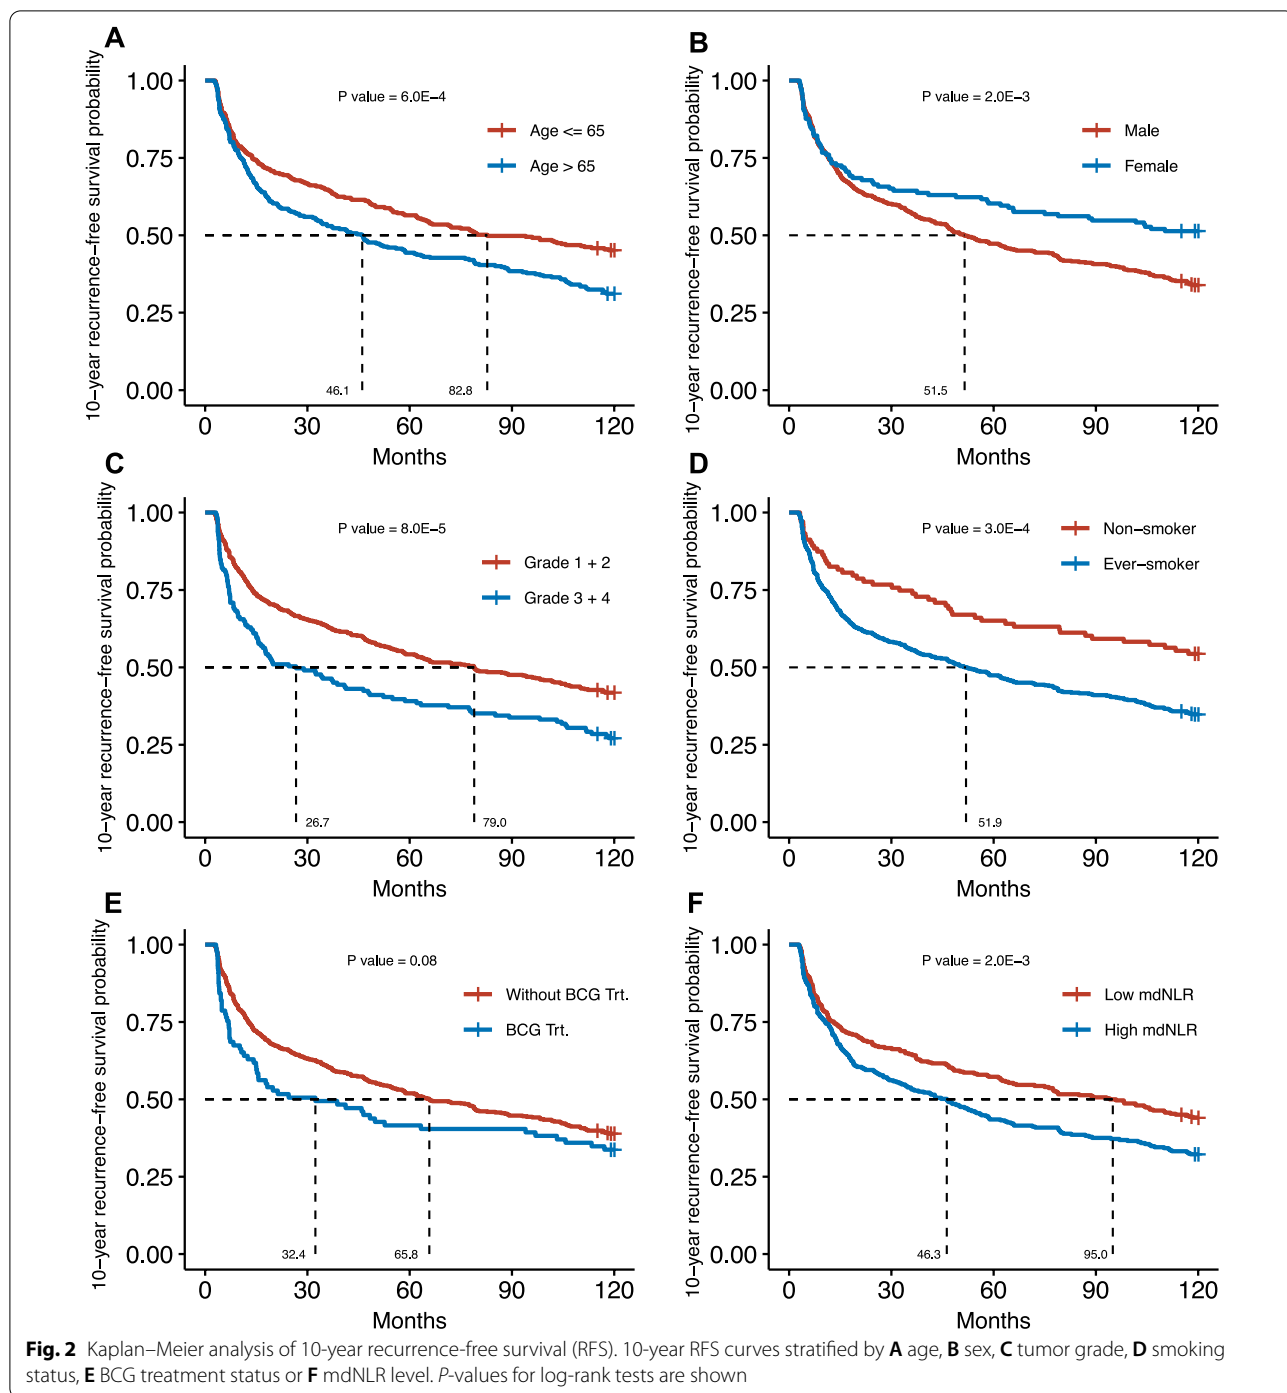 A
10−year recurrence−free survival probability
1.00
0.75
0.50
0.25
0.00
P value = 6.0E−4
Age <= 65
Age > 65
46.1
82.8
0 30 60 90 120
Months
B
10−year recurrence−free rurvival probability
1.00
0.75
0.50
0.25
0.00
P value = 2.0E−3
Male
Female
51.5
0 30 60 90 120
Months
C
10−year recurrence−free survival probability
1.00
0.75
0.50
0.25
0.00
P value = 8.0E−5
Grade 1 + 2
Grade 3 + 4
26.7
79.0
0 30 60 90 120
Months
D
10−year recurrence−free survival probability
1.00
0.75
0.50
0.25
0.00
P value = 3.0E−4
Non−smoker
Ever−smoker
51.9
0 30 60 90 120
Months
E
10−year recurrence−free survival probability
1.00
0.75
0.50
0.25
0.00
P value = 0.08
Without BCG Trt.
BCG Trt.
32.4
65.8
0 30 60 90 120
Months
F
10−year recurrence−free survival probability
1.00
0.75
0.50
0.25
0.00
P value = 2.0E−3
Low mdNLR
High mdNLR
46.3
95.0
0 30 60 90 120
Months
Fig. 2 Kaplan–Meier analysis of 10-year recurrence-free survival (RFS). 10-year RFS curves stratified by A age, B sex, C tumor grade, D smoking
status, E BCG treatment status or F mdNLR level. P-values for log-rank tests are shown